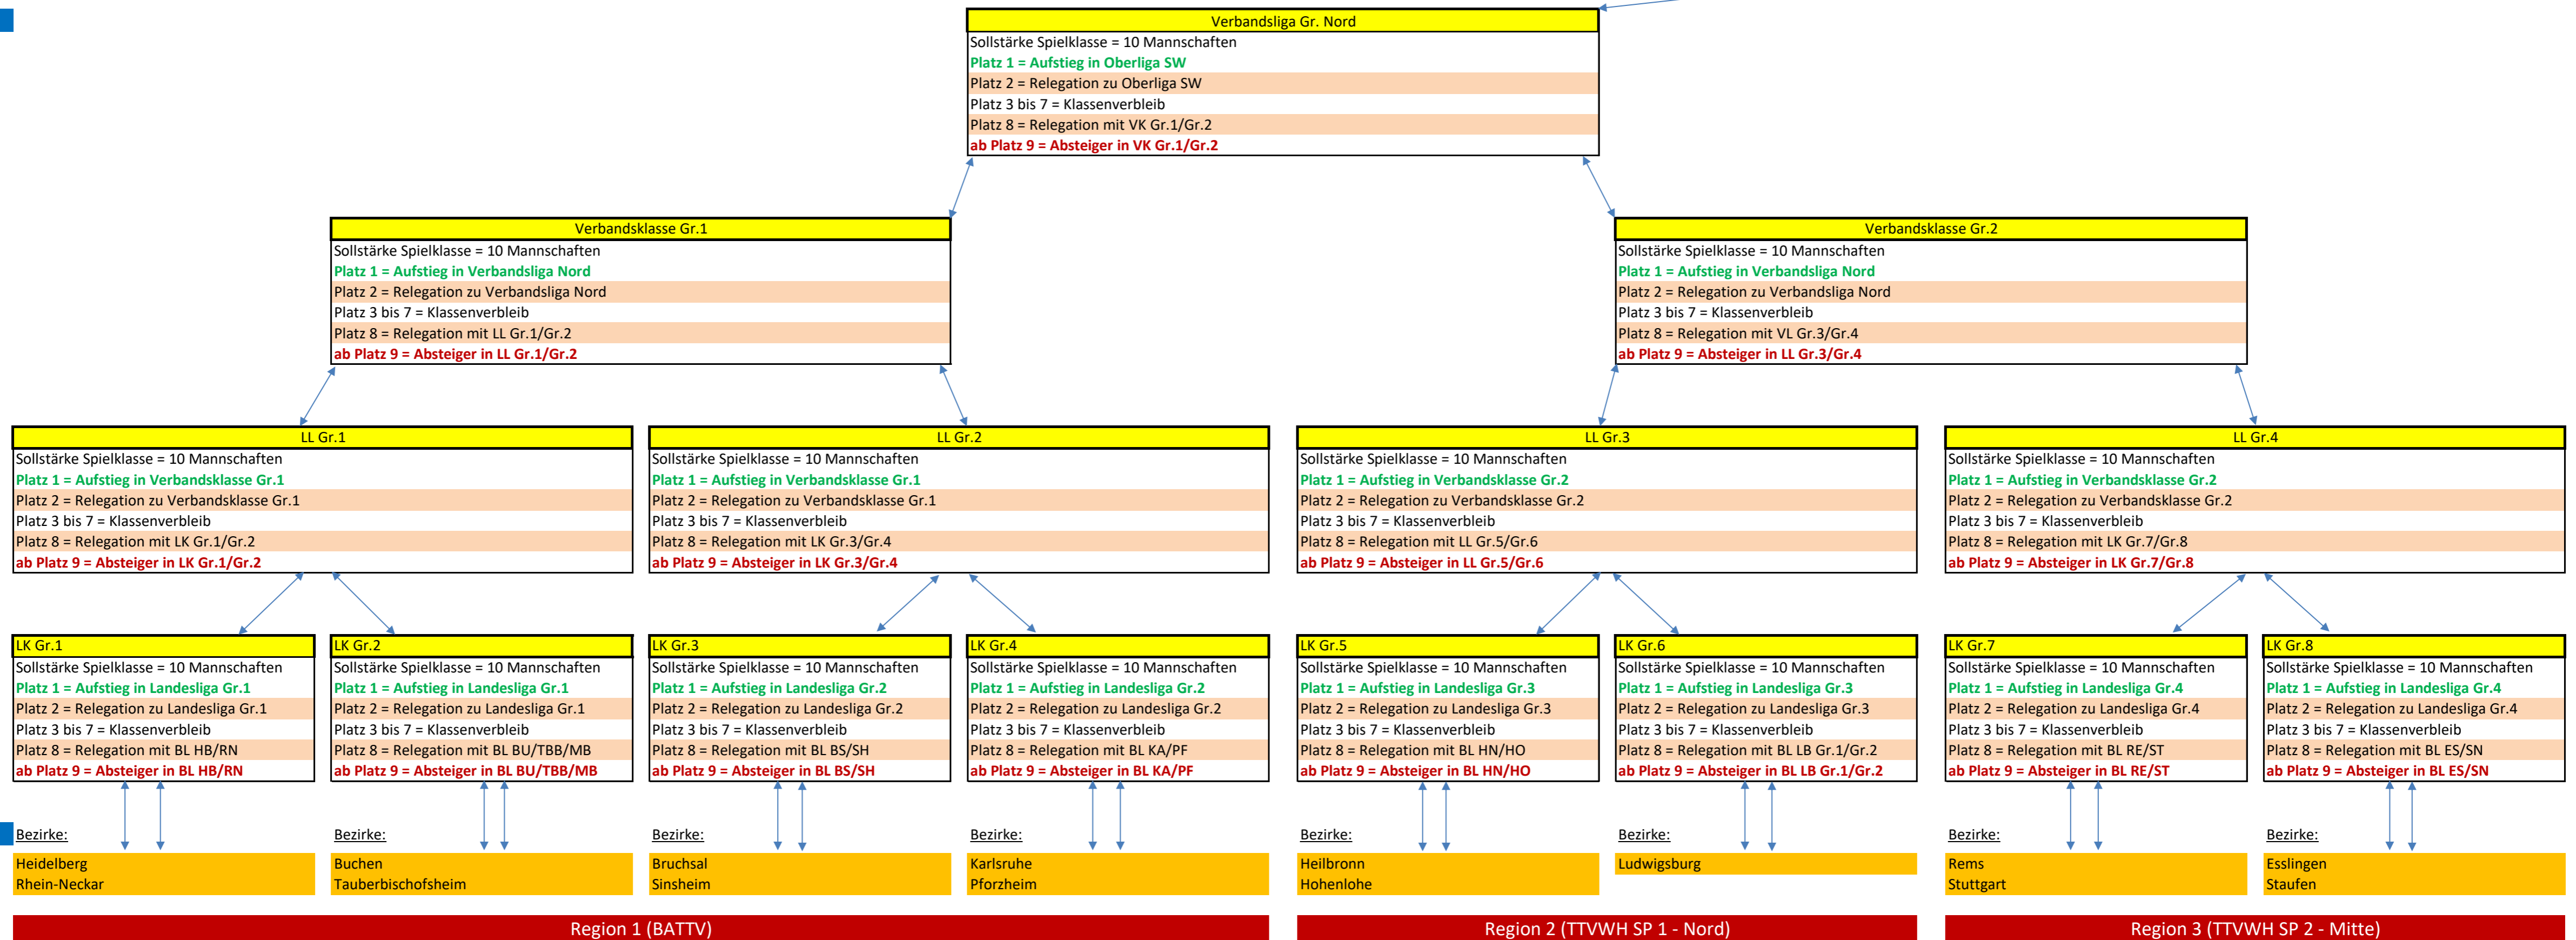 Verbandsliga Gr. Nord
Sollstärke Spielklasse = 10 Mannschaften
Platz 1 = Aufstieg in Oberliga SW
Platz 2 = Relegation zu Oberliga SW
Platz 3 bis 7 = Klassenverbleib
Platz 8 = Relegation mit VK Gr.1/Gr.2
ab Platz 9 = Absteiger in VK Gr.1/Gr.2
Verbandsklasse Gr.1
Sollstärke Spielklasse = 10 Mannschaften
Platz 1 = Aufstieg in Verbandsliga Nord
Platz 2 = Relegation zu Verbandsliga Nord
Platz 3 bis 7 = Klassenverbleib
Platz 8 = Relegation mit LL Gr.1/Gr.2
ab Platz 9 = Absteiger in LL Gr.1/Gr.2
Verbandsklasse Gr.2
Sollstärke Spielklasse = 10 Mannschaften
Platz 1 = Aufstieg in Verbandsliga Nord
Platz 2 = Relegation zu Verbandsliga Nord
Platz 3 bis 7 = Klassenverbleib
Platz 8 = Relegation mit VL Gr.3/Gr.4
ab Platz 9 = Absteiger in LL Gr.3/Gr.4
LL Gr.1
Sollstärke Spielklasse = 10 Mannschaften
Platz 1 = Aufstieg in Verbandsklasse Gr.1
Platz 2 = Relegation zu Verbandsklasse Gr.1
Platz 3 bis 7 = Klassenverbleib
Platz 8 = Relegation mit LK Gr.1/Gr.2
ab Platz 9 = Absteiger in LK Gr.1/Gr.2
LL Gr.2
Sollstärke Spielklasse = 10 Mannschaften
Platz 1 = Aufstieg in Verbandsklasse Gr.1
Platz 2 = Relegation zu Verbandsklasse Gr.1
Platz 3 bis 7 = Klassenverbleib
Platz 8 = Relegation mit LK Gr.3/Gr.4
ab Platz 9 = Absteiger in LK Gr.3/Gr.4
LL Gr.3
Sollstärke Spielklasse = 10 Mannschaften
Platz 1 = Aufstieg in Verbandsklasse Gr.2
Platz 2 = Relegation zu Verbandsklasse Gr.2
Platz 3 bis 7 = Klassenverbleib
Platz 8 = Relegation mit LL Gr.5/Gr.6
ab Platz 9 = Absteiger in LL Gr.5/Gr.6
LL Gr.4
Sollstärke Spielklasse = 10 Mannschaften
Platz 1 = Aufstieg in Verbandsklasse Gr.2
Platz 2 = Relegation zu Verbandsklasse Gr.2
Platz 3 bis 7 = Klassenverbleib
Platz 8 = Relegation mit LK Gr.7/Gr.8
ab Platz 9 = Absteiger in LK Gr.7/Gr.8
LK Gr.1
Sollstärke Spielklasse = 10 Mannschaften
Platz 1 = Aufstieg in Landesliga Gr.1
Platz 2 = Relegation zu Landesliga Gr.1
Platz 3 bis 7 = Klassenverbleib
Platz 8 = Relegation mit BL HB/RN
ab Platz 9 = Absteiger in BL HB/RN
LK Gr.2
Sollstärke Spielklasse = 10 Mannschaften
Platz 1 = Aufstieg in Landesliga Gr.1
Platz 2 = Relegation zu Landesliga Gr.1
Platz 3 bis 7 = Klassenverbleib
Platz 8 = Relegation mit BL BU/TBB/MB
ab Platz 9 = Absteiger in BL BU/TBB/MB
LK Gr.3
Sollstärke Spielklasse = 10 Mannschaften
Platz 1 = Aufstieg in Landesliga Gr.2
Platz 2 = Relegation zu Landesliga Gr.2
Platz 3 bis 7 = Klassenverbleib
Platz 8 = Relegation mit BL BS/SH
ab Platz 9 = Absteiger in BL BS/SH
LK Gr.4
Sollstärke Spielklasse = 10 Mannschaften
Platz 1 = Aufstieg in Landesliga Gr.2
Platz 2 = Relegation zu Landesliga Gr.2
Platz 3 bis 7 = Klassenverbleib
Platz 8 = Relegation mit BL KA/PF
ab Platz 9 = Absteiger in BL KA/PF
LK Gr.5
Sollstärke Spielklasse = 10 Mannschaften
Platz 1 = Aufstieg in Landesliga Gr.3
Platz 2 = Relegation zu Landesliga Gr.3
Platz 3 bis 7 = Klassenverbleib
Platz 8 = Relegation mit BL HN/HO
ab Platz 9 = Absteiger in BL HN/HO
LK Gr.6
Sollstärke Spielklasse = 10 Mannschaften
Platz 1 = Aufstieg in Landesliga Gr.3
Platz 2 = Relegation zu Landesliga Gr.3
Platz 3 bis 7 = Klassenverbleib
Platz 8 = Relegation mit BL LB Gr.1/Gr.2
ab Platz 9 = Absteiger in BL LB Gr.1/Gr.2
LK Gr.7
Sollstärke Spielklasse = 10 Mannschaften
Platz 1 = Aufstieg in Landesliga Gr.4
Platz 2 = Relegation zu Landesliga Gr.4
Platz 3 bis 7 = Klassenverbleib
Platz 8 = Relegation mit BL RE/ST
ab Platz 9 = Absteiger in BL RE/ST
LK Gr.8
Sollstärke Spielklasse = 10 Mannschaften
Platz 1 = Aufstieg in Landesliga Gr.4
Platz 2 = Relegation zu Landesliga Gr.4
Platz 3 bis 7 = Klassenverbleib
Platz 8 = Relegation mit BL ES/SN
ab Platz 9 = Absteiger in BL ES/SN
Bezirke:
Heidelberg
Rhein-Neckar
Bezirke:
Buchen
Tauberbischofsheim
Bezirke:
Bruchsal
Sinsheim
Bezirke:
Karlsruhe
Pforzheim
Bezirke:
Heilbronn
Hohenlohe
Bezirke:
Ludwigsburg
Bezirke:
Rems
Stuttgart
Bezirke:
Esslingen
Staufen
Region 1 (BATTV)
Region 2 (TTVWH SP 1 - Nord)
Region 3 (TTVWH SP 2 - Mitte)